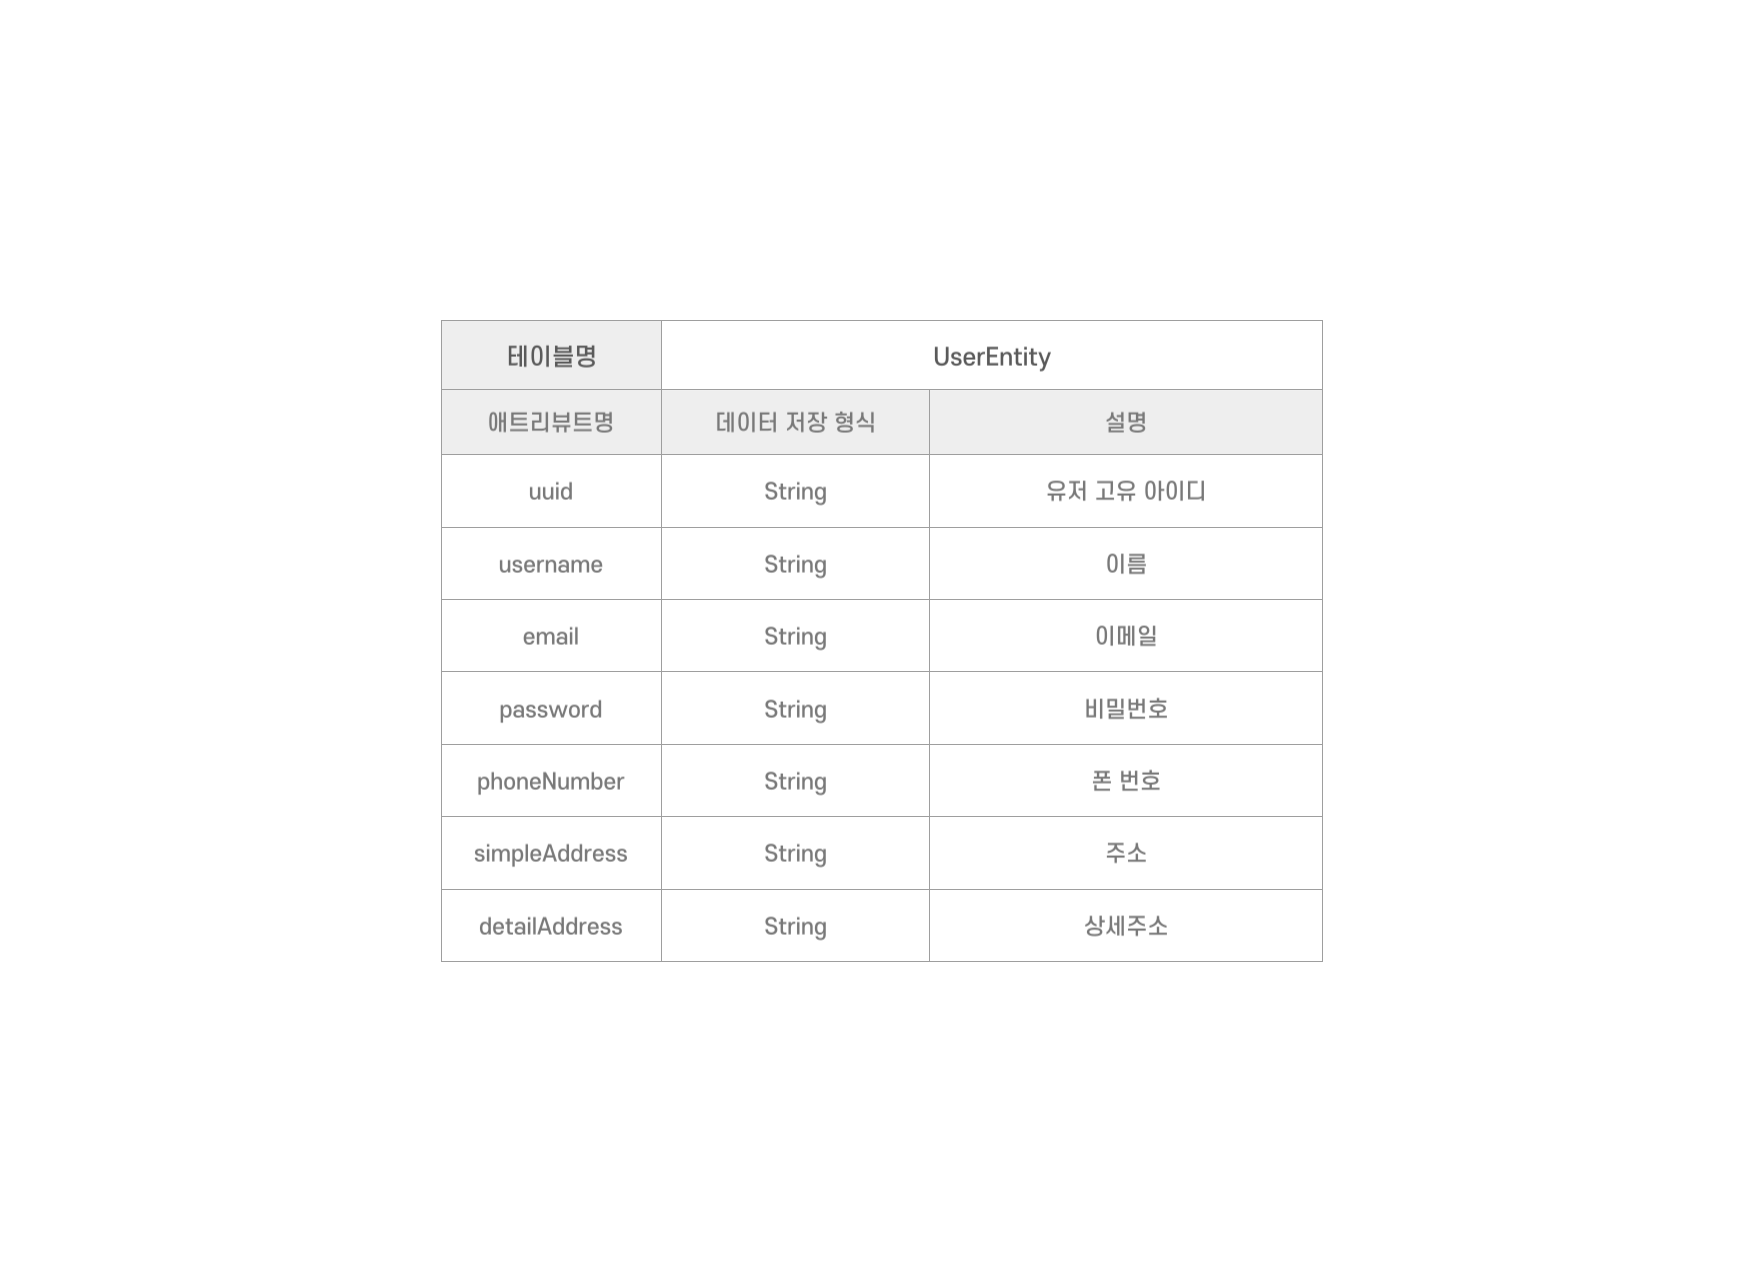 테이블명 UserEntity
애트리뷰트명 데이터 저장 형식 설명
uuid String 유저 고유 아이디
username String 이름
email String 이메일
password String 비밀번호
phoneNumber String 폰 번호
simpleAddress String 주소
detailAddress String 상세주소